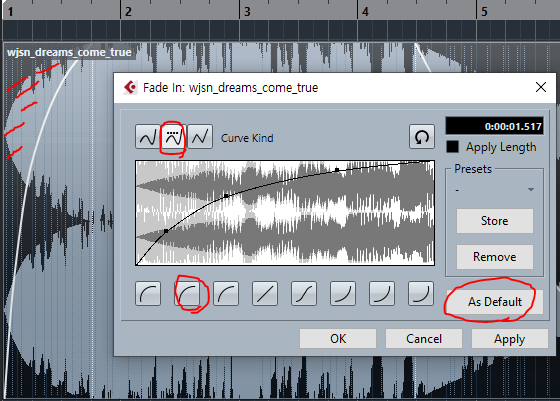 1 2 3 4 5
wjsn_dreams_come_true
Fade In: wjsn_dreams_come_true
Curve Kind
0:00:01.517
Apply Length
Presets
-
Store
Remove
As Default
OK Cancel Apply